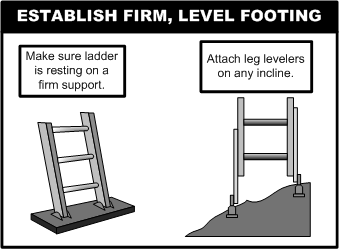 ESTABLISH FIRM, LEVEL FOOTING
Make sure ladder
is resting on a
firm support.
Attach leg levelers
on any incline.